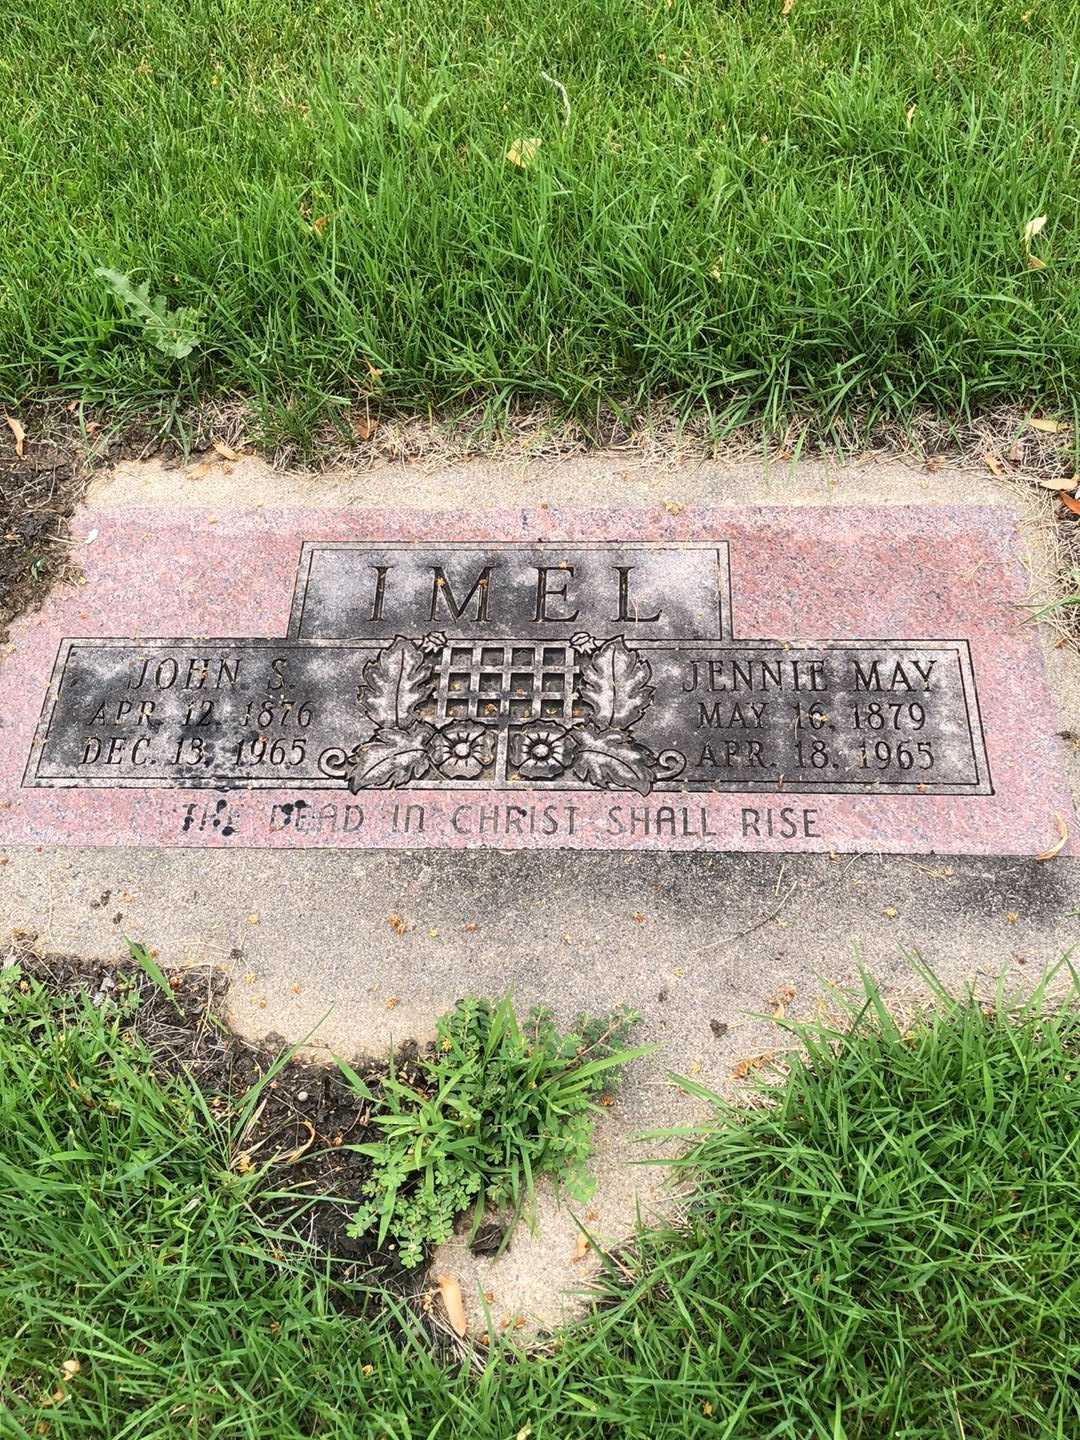 IMEL
JOHN S.
APR. 12, 1876
DEC. 13, 1965
JENNIE MAY
MAY 16, 1879
APR. 18, 1965
THE DEAD IN CHRIST SHALL RISE